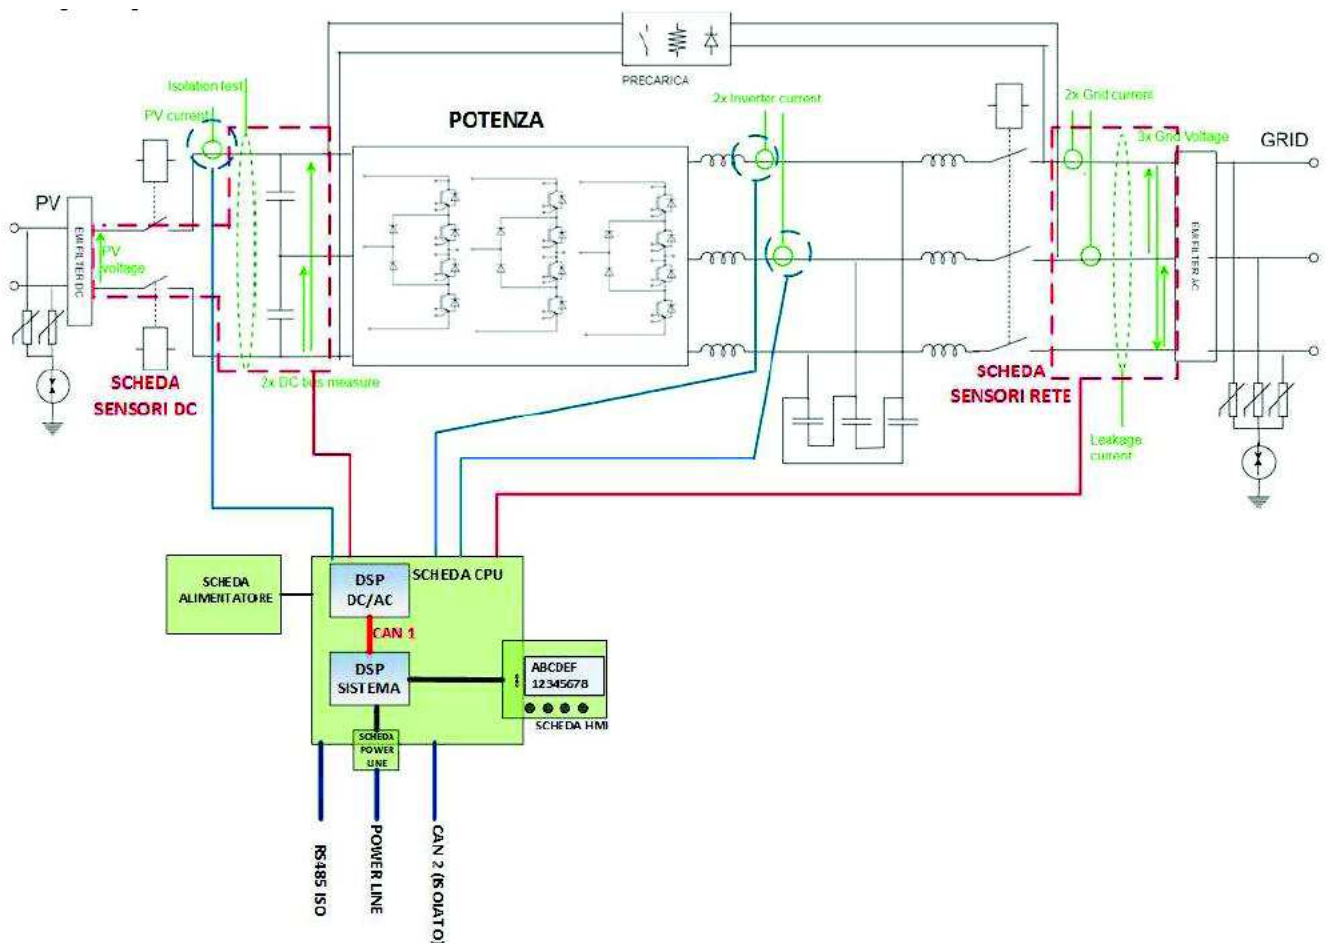 PRECARICA
Isolation test
PV current
POTENZA
2x Inverter current
2x Grid current
3x Grid Voltage
GRID
PV
EMI FILTER DC
PV
voltage
EMI FILTER AC
SCHEDA
SENSORI DC
2x DC bus measure
SCHEDA
SENSORI RETE
Leakage
current
SCHEDA
ALIMENTATORE
DSP
DC/AC
SCHEDA CPU
CAN 1
DSP
SISTEMA
ABCDEF
12345678
SCHEDA HMI
SCHEDA
POWER
LINE
RS485 ISO
POWER LINE
CAN 2 (ISOLATO)